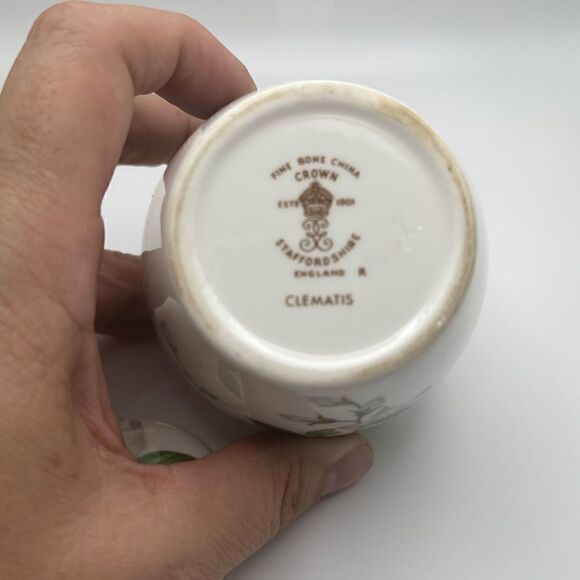 FINE BONE CHINA
CROWN
ESTD 1801
STAFFORDSHIRE
ENGLAND R
CLEMATIS